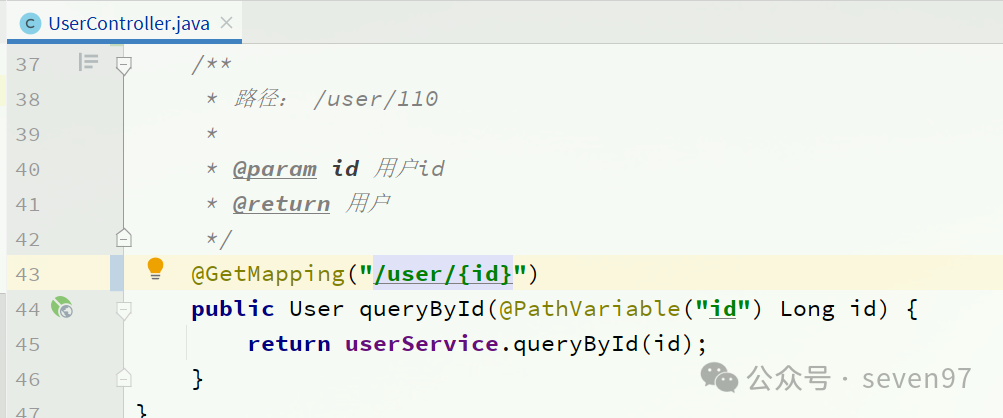 UserController.java
37 /**
38 * 路径： /user/110
39 *
40 * @param id 用户id
41 * @return 用户
42 */
43 @GetMapping("/user/{id}")
44 public User queryById(@PathVariable("id") Long id) {
45 return userService.queryById(id);
46 }
47 }
公众号 · seven97